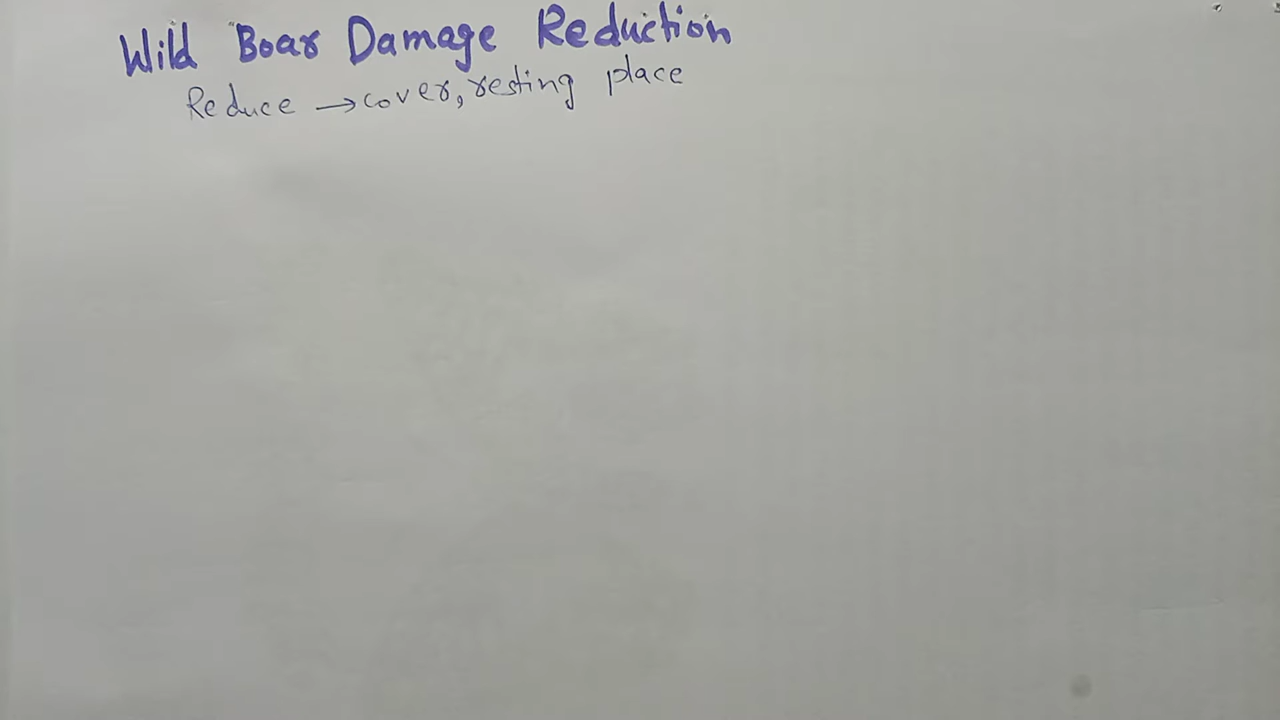 Wild Boar Damage Reduction
Reduce → cover, resting place